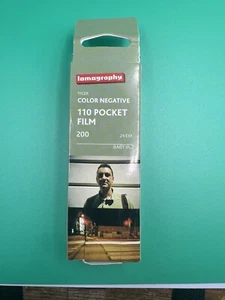 lomography
COLOR NEGATIVE
110 POCKET
FILM
200